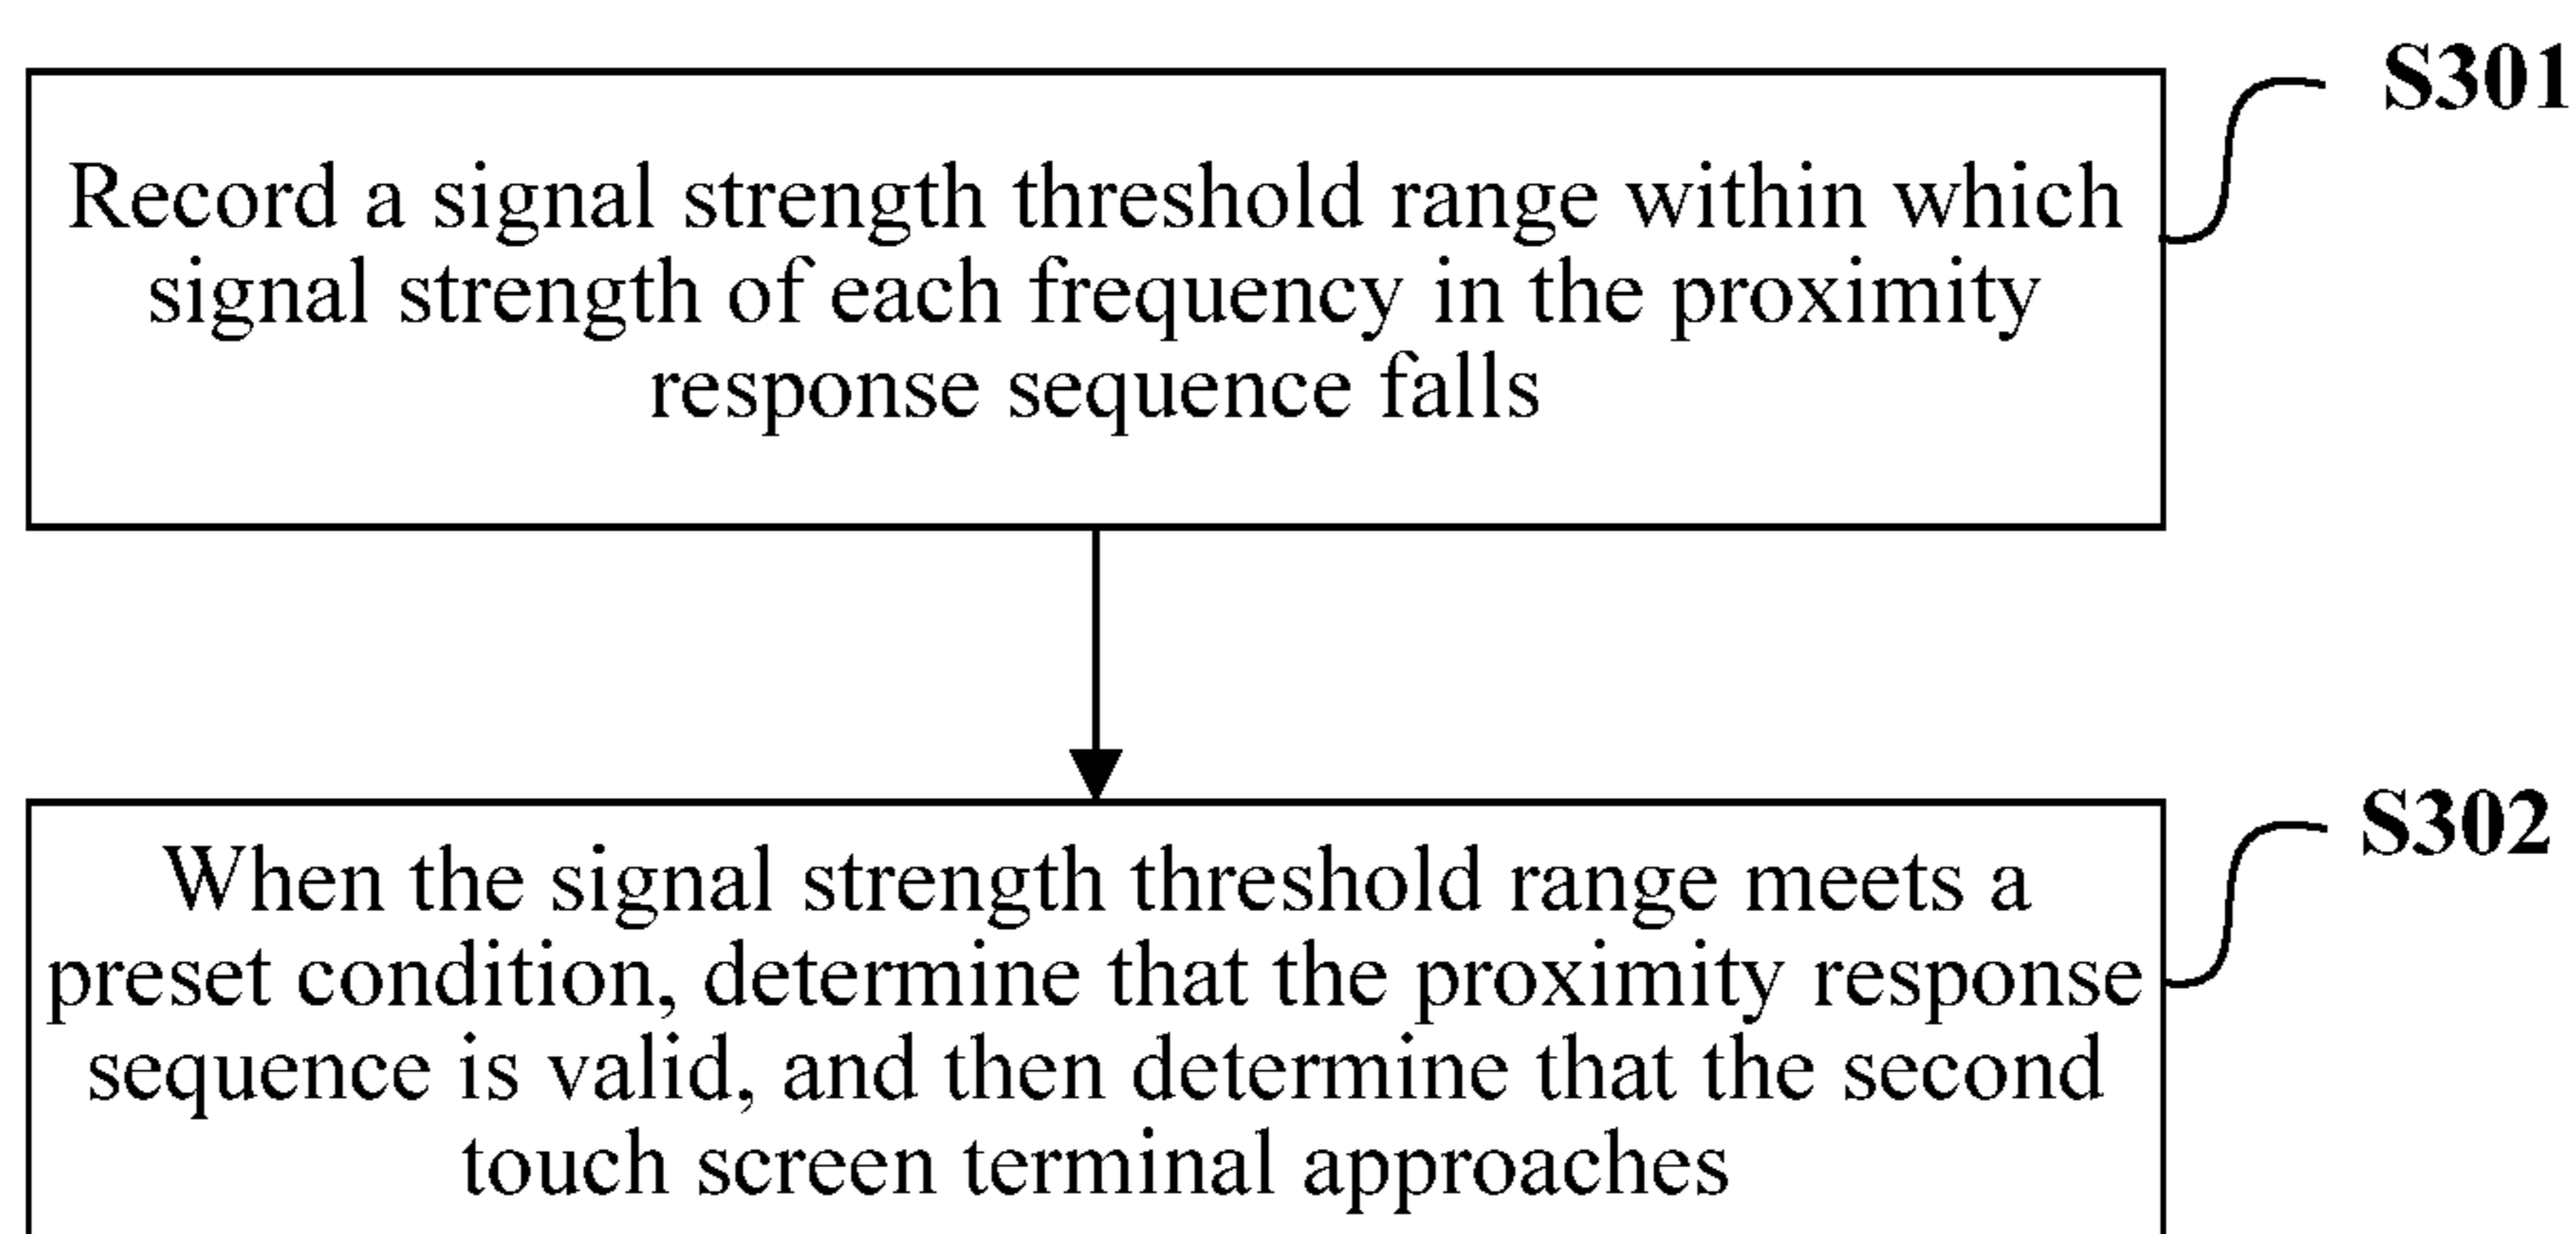 S301
Record a signal strength threshold range within which
signal strength of each frequency in the proximity
response sequence falls
S302
When the signal strength threshold range meets a
preset condition, determine that the proximity response
sequence is valid, and then determine that the second
touch screen terminal approaches